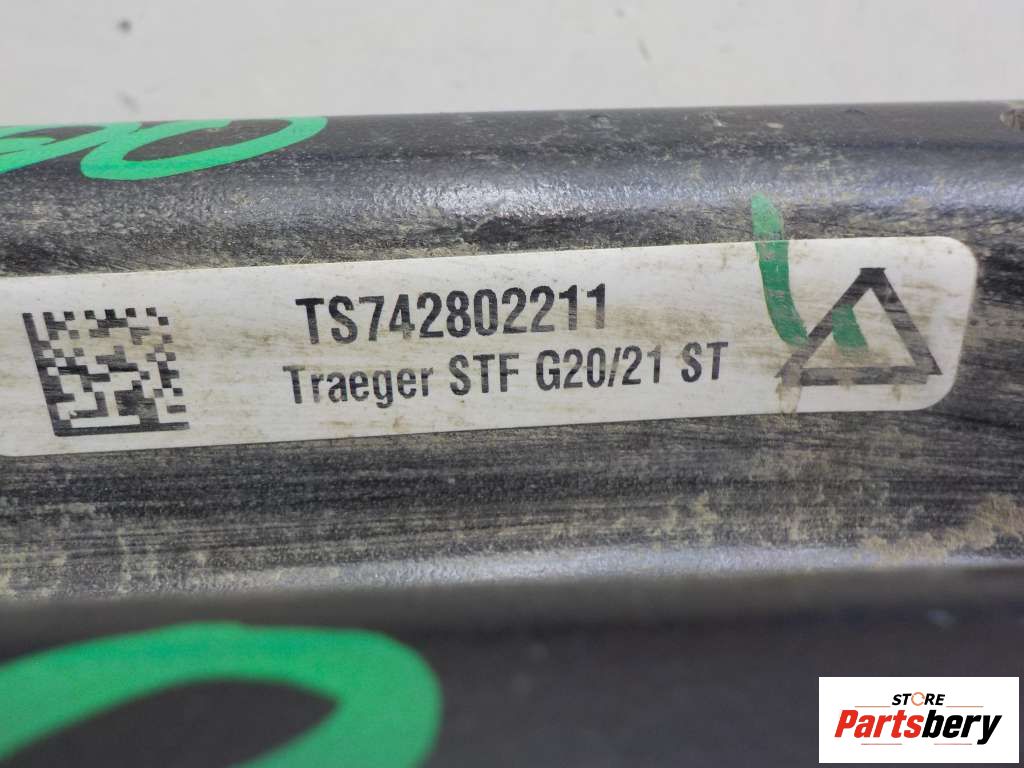 TS742802211
Traeger STF G20/21 ST
STORE
Partsbery